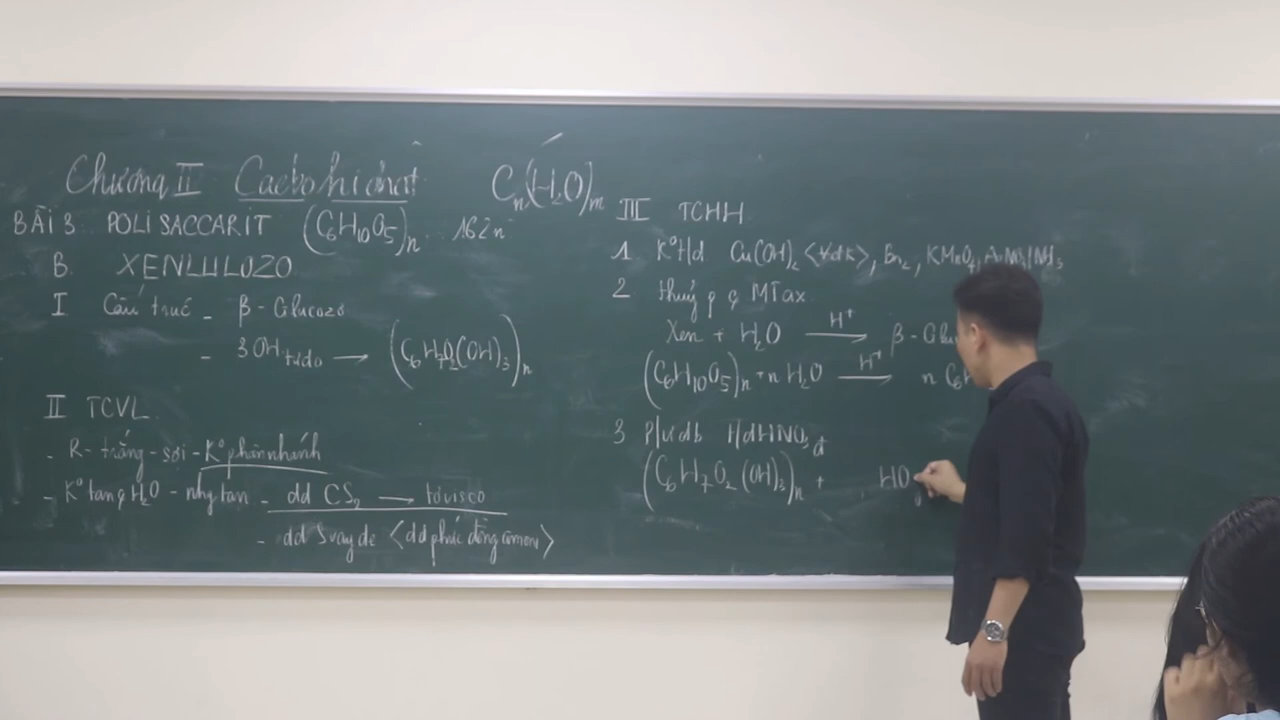 Chương II Cacbohiđrat Cn(H2O)m
BÀI 3 POLISACCARIT (C6H10O5)n 162n
B. XENLULOZO
I Cấu trúc - β-Glucozo
- 3OH tự do → (C6H7O2(OH)3)n
II TCVL
- R - trắng - sợi - K° phân nhánh
- K° tan ç H2O - nhg tan - dd CS2 → tơ visco
- dd Svayde <dd phức đồng amoni>
III TCHH
1. K° t/d Cu(OH)2 , Br2, KMnO4, AgNO3/NH3
2 thuỷ p ç MT ax
Xen + H2O H+ → β-Glu
(C6H10O5)n + n H2O H+ → n C6H
3 P/ư đb t/d HNO3 đ
(C6H7O2(OH)3)n + HO